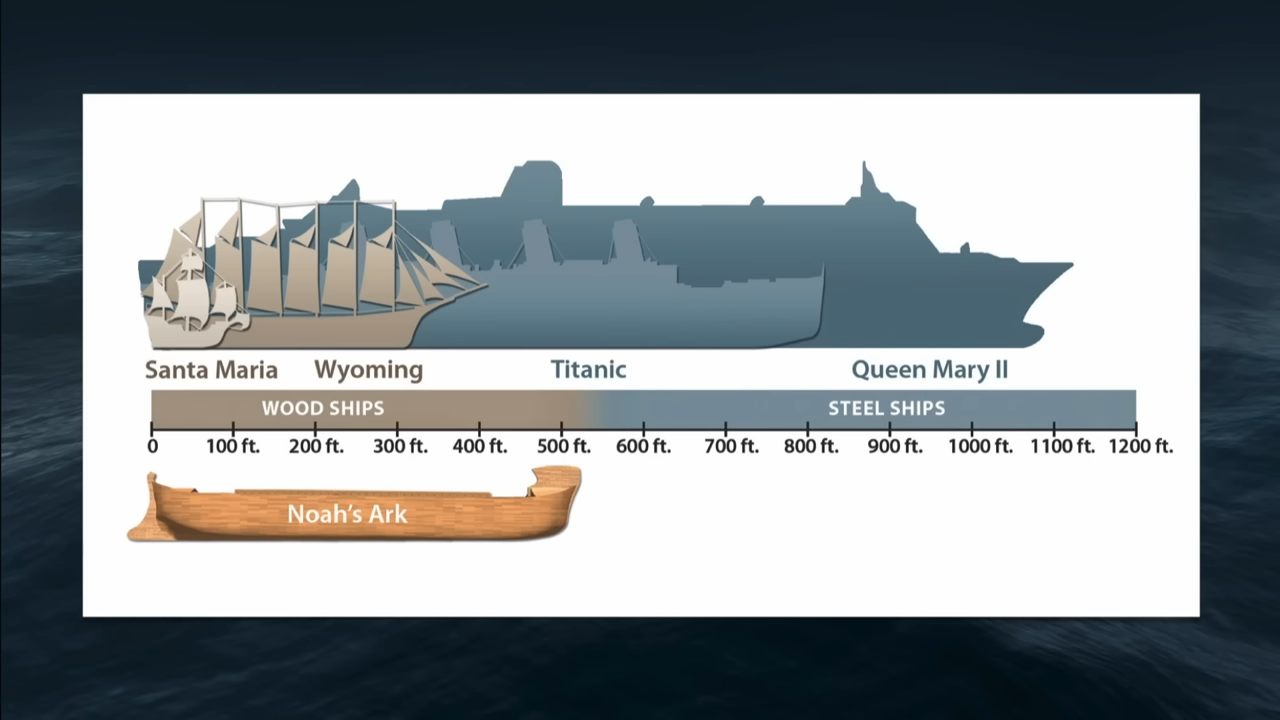 Santa Maria Wyoming Titanic Queen Mary II
WOOD SHIPS STEEL SHIPS
0 100 ft. 200 ft. 300 ft. 400 ft. 500 ft. 600 ft. 700 ft. 800 ft. 900 ft. 1000 ft. 1100 ft. 1200 ft.
Noah's Ark